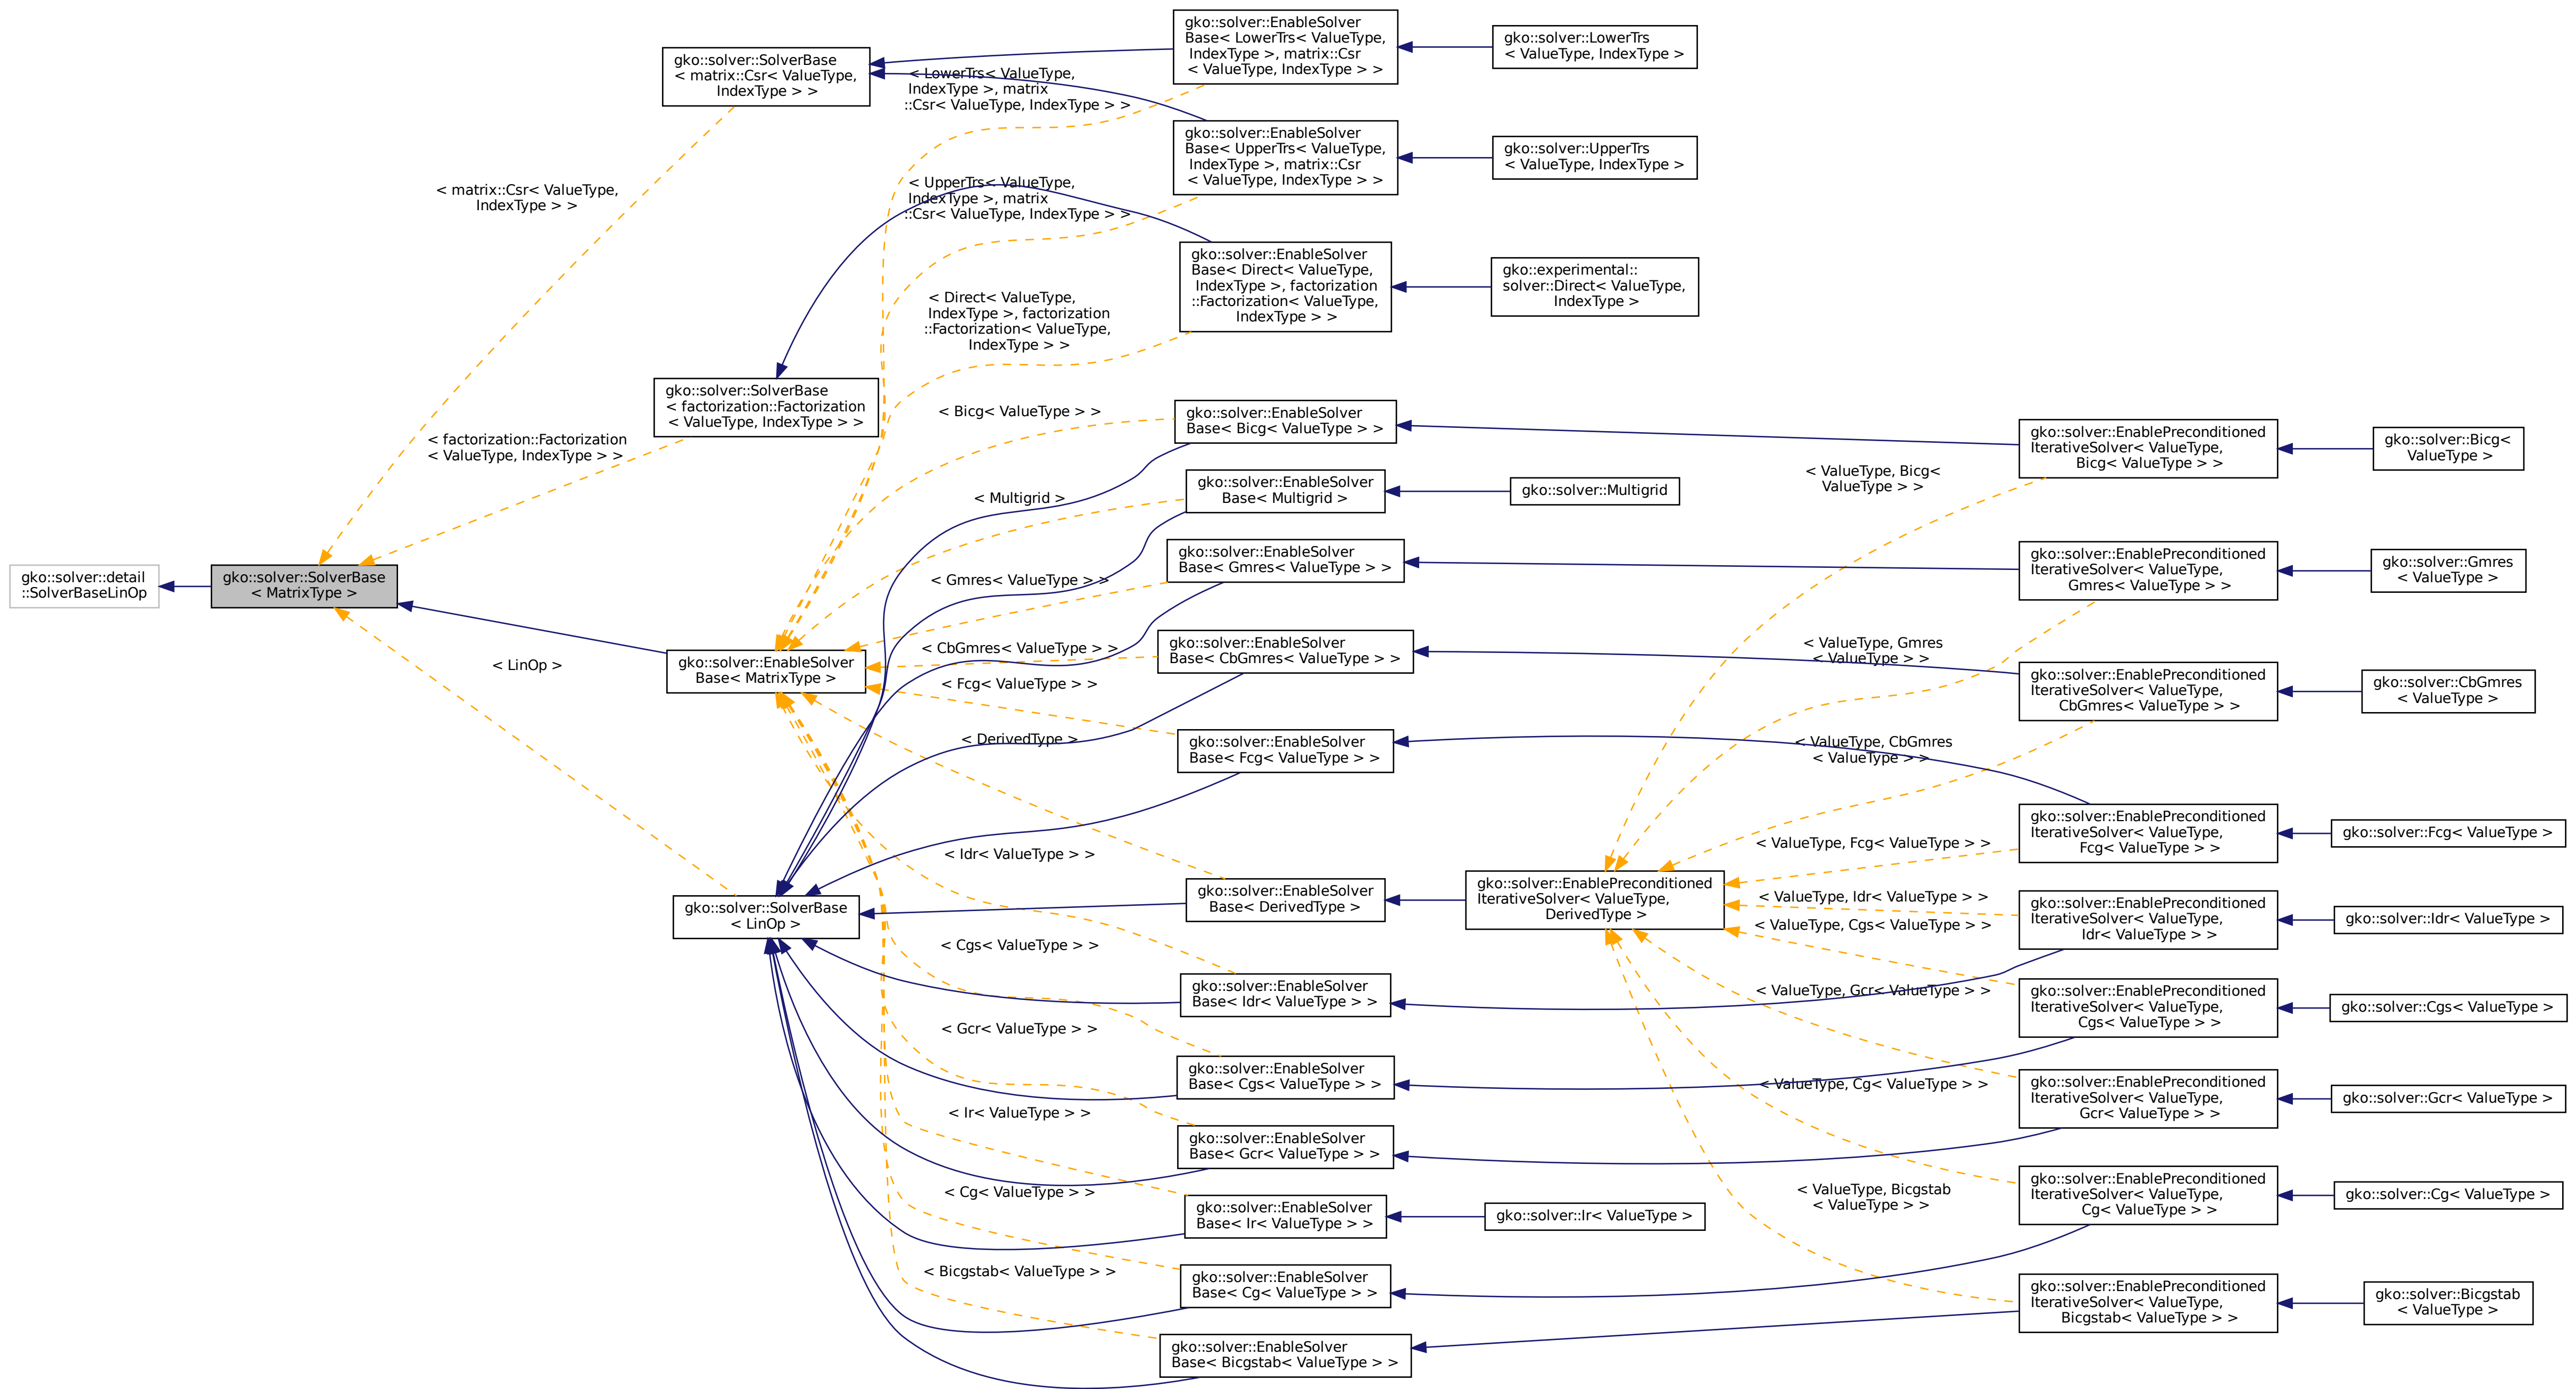 gko::solver::detail
::SolverBaseLinOp
gko::solver::SolverBase
< MatrixType >
< matrix::Csr< ValueType,
IndexType > >
< factorization::Factorization
< ValueType, IndexType > >
< LinOp >
gko::solver::SolverBase
< matrix::Csr< ValueType,
IndexType > >
gko::solver::SolverBase
< factorization::Factorization
< ValueType, IndexType > >
gko::solver::EnableSolver
Base< MatrixType >
gko::solver::SolverBase
< LinOp >
< LowerTrs< ValueType,
IndexType >, matrix
::Csr< ValueType, IndexType > >
< UpperTrs< ValueType,
IndexType >, matrix
::Csr< ValueType, IndexType > >
< Direct< ValueType,
IndexType >, factorization
::Factorization< ValueType,
IndexType > >
< Bicg< ValueType > >
< Multigrid >
< Gmres< ValueType > >
< CbGmres< ValueType > >
< Fcg< ValueType > >
< DerivedType >
< Idr< ValueType > >
< Cgs< ValueType > >
< Gcr< ValueType > >
< Ir< ValueType > >
< Cg< ValueType > >
< Bicgstab< ValueType > >
gko::solver::EnableSolver
Base< LowerTrs< ValueType,
IndexType >, matrix::Csr
< ValueType, IndexType > >
gko::solver::EnableSolver
Base< UpperTrs< ValueType,
IndexType >, matrix::Csr
< ValueType, IndexType > >
gko::solver::EnableSolver
Base< Direct< ValueType,
IndexType >, factorization
::Factorization< ValueType,
IndexType > >
gko::solver::EnableSolver
Base< Bicg< ValueType > >
gko::solver::EnableSolver
Base< Multigrid >
gko::solver::EnableSolver
Base< Gmres< ValueType > >
gko::solver::EnableSolver
Base< CbGmres< ValueType > >
gko::solver::EnableSolver
Base< Fcg< ValueType > >
gko::solver::EnableSolver
Base< DerivedType >
gko::solver::EnableSolver
Base< Idr< ValueType > >
gko::solver::EnableSolver
Base< Cgs< ValueType > >
gko::solver::EnableSolver
Base< Gcr< ValueType > >
gko::solver::EnableSolver
Base< Ir< ValueType > >
gko::solver::EnableSolver
Base< Cg< ValueType > >
gko::solver::EnableSolver
Base< Bicgstab< ValueType > >
gko::solver::LowerTrs
< ValueType, IndexType >
gko::solver::UpperTrs
< ValueType, IndexType >
gko::experimental::
solver::Direct< ValueType,
IndexType >
gko::solver::Multigrid
gko::solver::EnablePreconditioned
IterativeSolver< ValueType,
DerivedType >
gko::solver::Ir< ValueType >
< ValueType, Bicg<
ValueType > >
< ValueType, Gmres
< ValueType > >
< ValueType, CbGmres
< ValueType > >
< ValueType, Fcg< ValueType > >
< ValueType, Idr< ValueType > >
< ValueType, Cgs< ValueType > >
< ValueType, Gcr< ValueType > >
< ValueType, Cg< ValueType > >
< ValueType, Bicgstab
< ValueType > >
gko::solver::EnablePreconditioned
IterativeSolver< ValueType,
Bicg< ValueType > >
gko::solver::EnablePreconditioned
IterativeSolver< ValueType,
Gmres< ValueType > >
gko::solver::EnablePreconditioned
IterativeSolver< ValueType,
CbGmres< ValueType > >
gko::solver::EnablePreconditioned
IterativeSolver< ValueType,
Fcg< ValueType > >
gko::solver::EnablePreconditioned
IterativeSolver< ValueType,
Idr< ValueType > >
gko::solver::EnablePreconditioned
IterativeSolver< ValueType,
Cgs< ValueType > >
gko::solver::EnablePreconditioned
IterativeSolver< ValueType,
Gcr< ValueType > >
gko::solver::EnablePreconditioned
IterativeSolver< ValueType,
Cg< ValueType > >
gko::solver::EnablePreconditioned
IterativeSolver< ValueType,
Bicgstab< ValueType > >
gko::solver::Bicg<
ValueType >
gko::solver::Gmres
< ValueType >
gko::solver::CbGmres
< ValueType >
gko::solver::Fcg< ValueType >
gko::solver::Idr< ValueType >
gko::solver::Cgs< ValueType >
gko::solver::Gcr< ValueType >
gko::solver::Cg< ValueType >
gko::solver::Bicgstab
< ValueType >